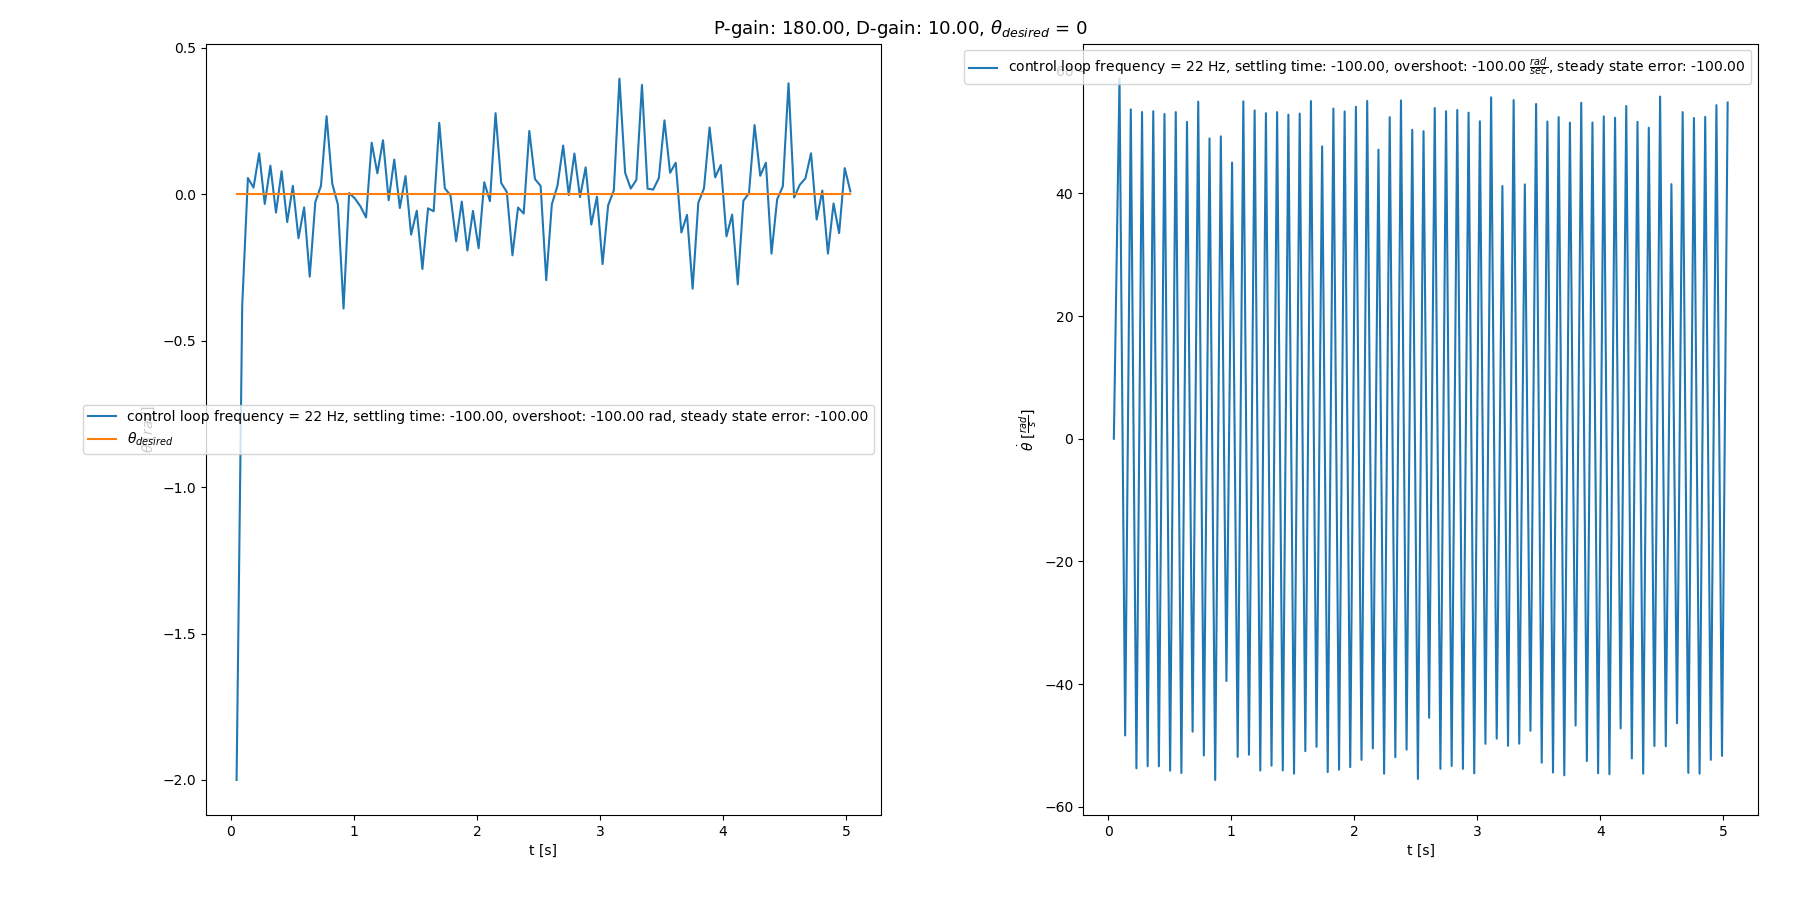 P-gain: 180.00, D-gain: 10.00, θ_desired = 0
0.5
0.0
−0.5
−1.0
−1.5
−2.0
control loop frequency = 22 Hz, settling time: -100.00, overshoot: -100.00 rad, steady state error: -100.00
θ_desired
0 1 2 3 4 5
t [s]
control loop frequency = 22 Hz, settling time: -100.00, overshoot: -100.00 rad/sec, steady state error: -100.00
60
40
20
0
−20
−40
−60
θ̇ [rad/s]
0 1 2 3 4 5
t [s]